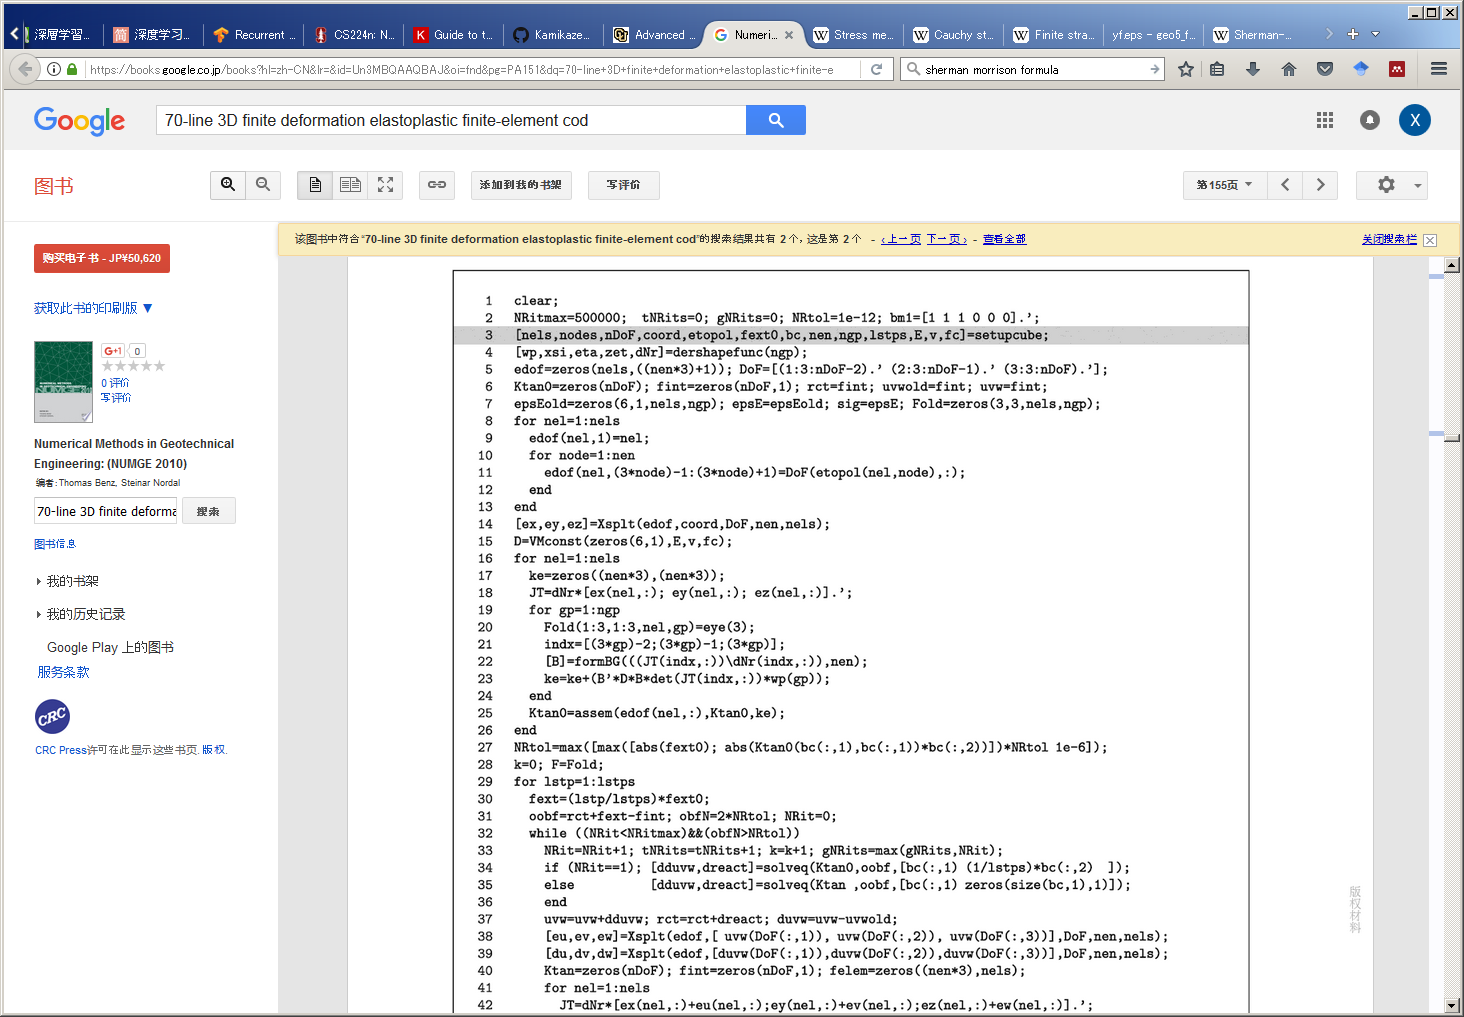 深層学習...
深度学习...
Recurrent ...
CS224n: N...
Guide to t...
Kamikaze...
Advanced ...
Numeri...
Stress me...
Cauchy st...
Finite stra...
yf.eps - geo5_f...
Sherman-...
https://books.google.co.jp/books?hl=zh-CN&lr=&id=Un3MBQAAQBAJ&oi=fnd&pg=PA151&dq=70-line+3D+finite+deformation+elastoplastic+finite-e
sherman morrison formula
Google
70-line 3D finite deformation elastoplastic finite-element cod
X
图书
添加到我的书架
写评价
第155页
购买电子书 - JP¥50,620
该图书中符合“70-line 3D finite deformation elastoplastic finite-element cod”的搜索结果共有 2 个，这是第 2 个 - ‹上一页 下一页› - 查看全部
关闭搜索栏
获取此书的印刷版 ▼
G+1 0
0 评价
写评价
Numerical Methods in Geotechnical
Engineering: (NUMGE 2010)
编者：Thomas Benz, Steinar Nordal
70-line 3D finite deforma
搜索
图书信息
我的书架
我的历史记录
Google Play 上的图书
服务条款
CRC
CRC Press许可在此显示这些书页. 版权.
1 clear;
2 NRitmax=500000; tNRits=0; gNRits=0; NRtol=1e-12; bm1=[1 1 1 0 0 0].';
3 [nels,nodes,nDoF,coord,etopol,fext0,bc,nen,ngp,lstps,E,v,fc]=setupcube;
4 [wp,xsi,eta,zet,dNr]=dershapefunc(ngp);
5 edof=zeros(nels,((nen*3)+1)); DoF=[(1:3:nDoF-2).' (2:3:nDoF-1).' (3:3:nDoF).'];
6 Ktan0=zeros(nDoF); fint=zeros(nDoF,1); rct=fint; uvwold=fint; uvw=fint;
7 epsEold=zeros(6,1,nels,ngp); epsE=epsEold; sig=epsE; Fold=zeros(3,3,nels,ngp);
8 for nel=1:nels
9 edof(nel,1)=nel;
10 for node=1:nen
11 edof(nel,(3*node)-1:(3*node)+1)=DoF(etopol(nel,node),:);
12 end
13 end
14 [ex,ey,ez]=Xsplt(edof,coord,DoF,nen,nels);
15 D=VMconst(zeros(6,1),E,v,fc);
16 for nel=1:nels
17 ke=zeros((nen*3),(nen*3));
18 JT=dNr*[ex(nel,:); ey(nel,:); ez(nel,:)].';
19 for gp=1:ngp
20 Fold(1:3,1:3,nel,gp)=eye(3);
21 indx=[(3*gp)-2;(3*gp)-1;(3*gp)];
22 [B]=formBG(((JT(indx,:))\dNr(indx,:)),nen);
23 ke=ke+(B'*D*B*det(JT(indx,:))*wp(gp));
24 end
25 Ktan0=assem(edof(nel,:),Ktan0,ke);
26 end
27 NRtol=max([max([abs(fext0); abs(Ktan0(bc(:,1),bc(:,1))*bc(:,2))])*NRtol 1e-6]);
28 k=0; F=Fold;
29 for lstp=1:lstps
30 fext=(lstp/lstps)*fext0;
31 oobf=rct+fext-fint; obfN=2*NRtol; NRit=0;
32 while ((NRit<NRitmax)&&(obfN>NRtol))
33 NRit=NRit+1; tNRits=tNRits+1; k=k+1; gNRits=max(gNRits,NRit);
34 if (NRit==1); [dduvw,dreact]=solveq(Ktan0,oobf,[bc(:,1) (1/lstps)*bc(:,2) ]);
35 else [dduvw,dreact]=solveq(Ktan ,oobf,[bc(:,1) zeros(size(bc,1),1)]);
36 end
37 uvw=uvw+dduvw; rct=rct+dreact; duvw=uvw-uvwold;
38 [eu,ev,ew]=Xsplt(edof,[ uvw(DoF(:,1)), uvw(DoF(:,2)), uvw(DoF(:,3))],DoF,nen,nels);
39 [du,dv,dw]=Xsplt(edof,[duvw(DoF(:,1)),duvw(DoF(:,2)),duvw(DoF(:,3))],DoF,nen,nels);
40 Ktan=zeros(nDoF); fint=zeros(nDoF,1); felem=zeros((nen*3),nels);
41 for nel=1:nels
42 JT=dNr*[ex(nel,:)+eu(nel,:);ey(nel,:)+ev(nel,:);ez(nel,:)+ew(nel,:)].';
版权材料